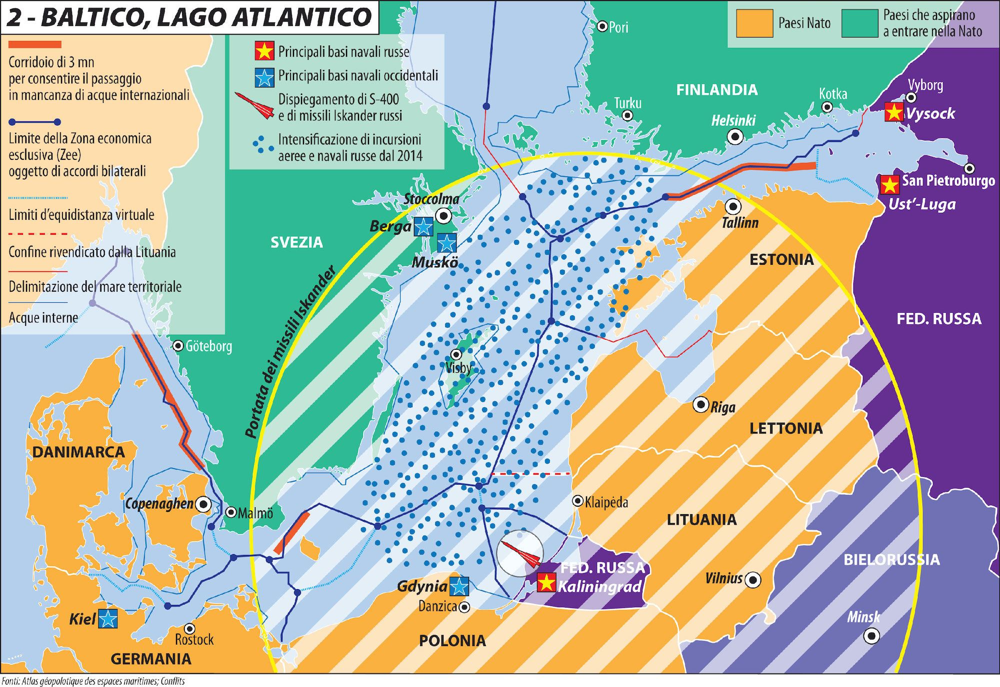 2 - BALTICO, LAGO ATLANTICO
Corridoio di 3 mn
per consentire il passaggio
in mancanza di acque internazionali
Limite della Zona economica
esclusiva (Zee)
oggetto di accordi bilaterali
Limiti d'equidistanza virtuale
Confine rivendicato dalla Lituania
Delimitazione del mare territoriale
Acque interne
Principali basi navali russe
Principali basi navali occidentali
Dispiegamento di S-400
e di missili Iskander russi
Intensificazione di incursioni
aeree e navali russe dal 2014
Paesi Nato
Paesi che aspirano
a entrare nella Nato
Pori
FINLANDIA
Turku
Helsinki
Kotka
Vyborg
Vysock
San Pietroburgo
Ust'-Luga
Stoccolma
Berga
Muskö
SVEZIA
Tallinn
ESTONIA
FED. RUSSA
Portata dei missili Iskander
Göteborg
Visby
Riga
LETTONIA
DANIMARCA
Copenaghen
Malmö
Klaipėda
LITUANIA
BIELORUSSIA
FED. RUSSA
Kaliningrad
Vilnius
Gdynia
Danzica
Minsk
Kiel
Rostock
POLONIA
GERMANIA
Fonti: Atlas géopolotique des espaces maritimes; Conflits